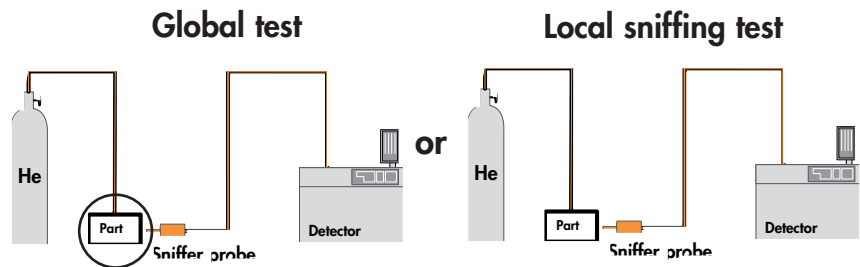 Global test
Local sniffing test
or
He
Part
Sniffer probe
Detector
He
Part
Sniffer probe
Detector